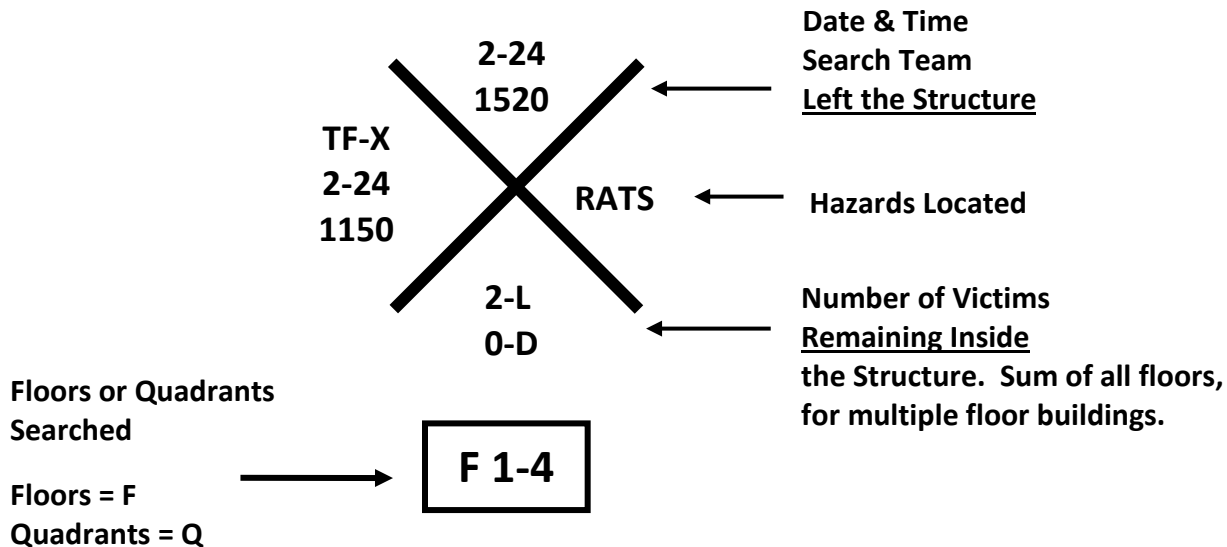 2-24
1520
Date & Time
Search Team
Left the Structure
TF-X
2-24
1150
RATS
Hazards Located
2-L
0-D
Number of Victims
Remaining Inside
the Structure.  Sum of all floors,
for multiple floor buildings.
Floors or Quadrants
Searched
Floors = F
Quadrants = Q
F 1-4